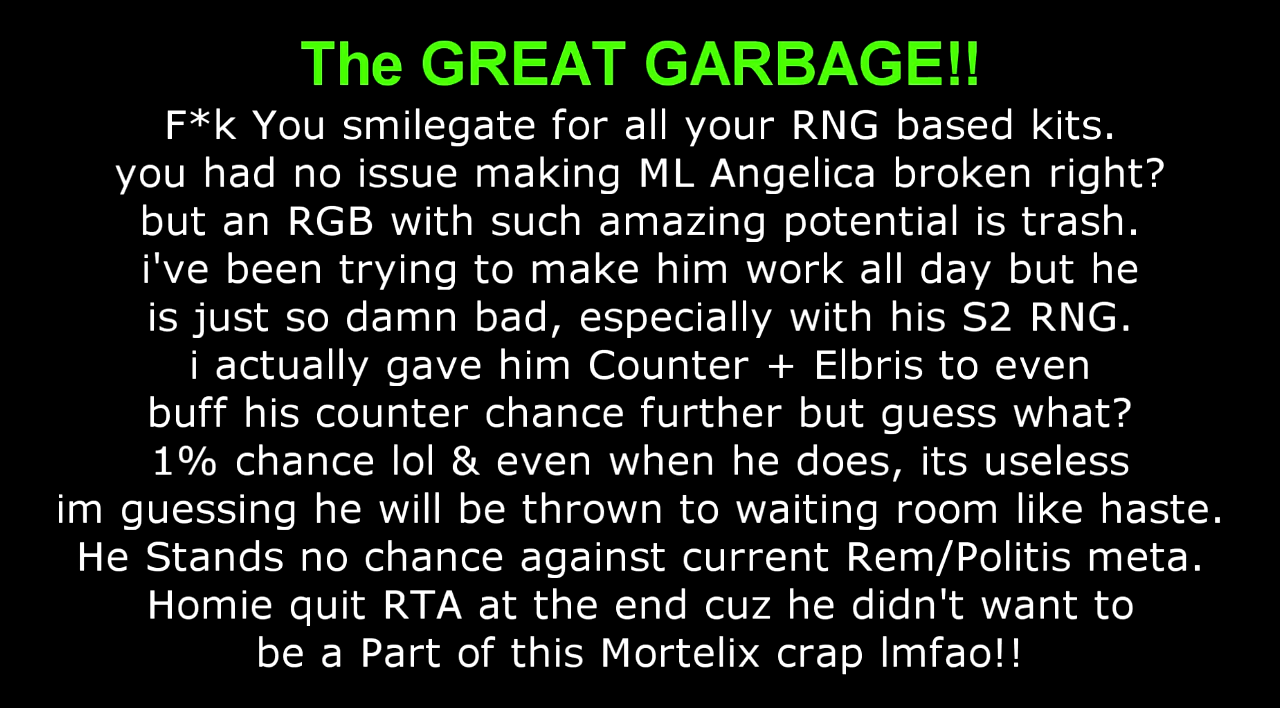 The GREAT GARBAGE!!
F*k You smilegate for all your RNG based kits.
you had no issue making ML Angelica broken right?
but an RGB with such amazing potential is trash.
i've been trying to make him work all day but he
is just so damn bad, especially with his S2 RNG.
i actually gave him Counter + Elbris to even
buff his counter chance further but guess what?
1% chance lol & even when he does, its useless
im guessing he will be thrown to waiting room like haste.
He Stands no chance against current Rem/Politis meta.
Homie quit RTA at the end cuz he didn't want to
be a Part of this Mortelix crap lmfao!!